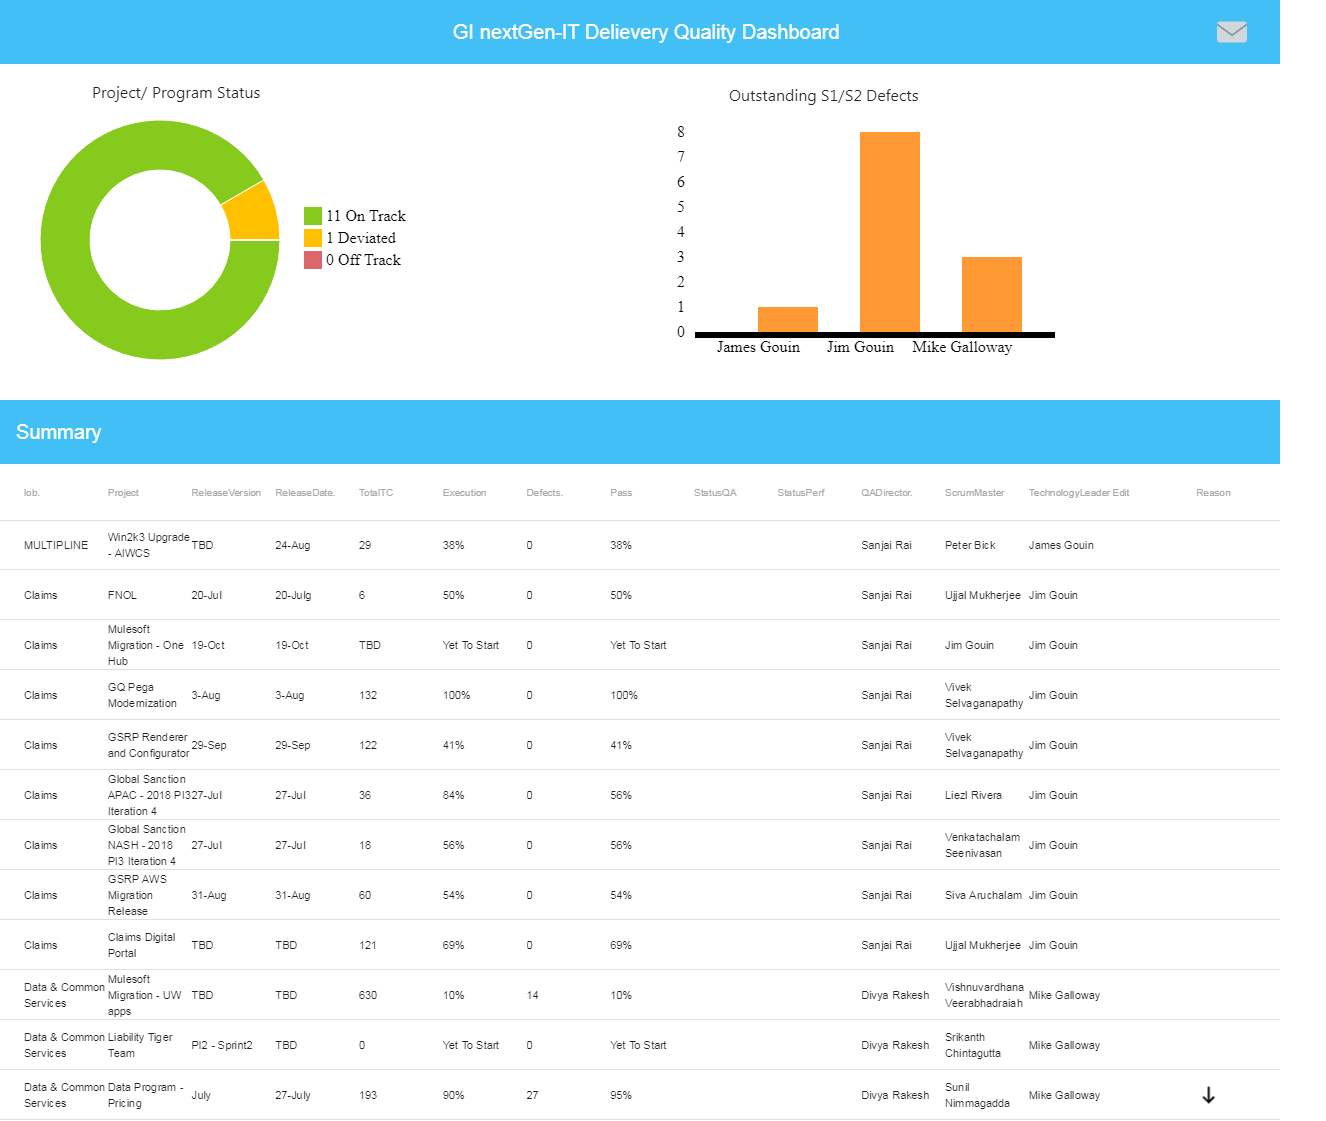 GI nextGen-IT Delievery Quality Dashboard
Project/ Program Status
11 On Track
1 Deviated
0 Off Track
Outstanding S1/S2 Defects
8
7
6
5
4
3
2
1
0
James Gouin Jim Gouin Mike Galloway
Summary
lob. Project ReleaseVersion ReleaseDate. TotalTC Execution Defects. Pass StatusQA StatusPerf QADirector. ScrumMaster TechnologyLeader Edit Reason
MULTIPLINE Win2k3 Upgrade - AIWCS TBD 24-Aug 29 38% 0 38% Sanjai Rai Peter Bick James Gouin
Claims FNOL 20-Jul 20-Julg 6 50% 0 50% Sanjai Rai Ujjal Mukherjee Jim Gouin
Claims Mulesoft Migration - One Hub 19-Oct 19-Oct TBD Yet To Start 0 Yet To Start Sanjai Rai Jim Gouin Jim Gouin
Claims GQ Pega Modernization 3-Aug 3-Aug 132 100% 0 100% Sanjai Rai Vivek Selvaganapathy Jim Gouin
Claims GSRP Renderer and Configurator 29-Sep 29-Sep 122 41% 0 41% Sanjai Rai Vivek Selvaganapathy Jim Gouin
Claims Global Sanction APAC - 2018 PI3 Iteration 4 27-Jul 27-Jul 36 84% 0 56% Sanjai Rai Liezl Rivera Jim Gouin
Claims Global Sanction NASH - 2018 PI3 Iteration 4 27-Jul 27-Jul 18 56% 0 56% Sanjai Rai Venkatachalam Seenivasan Jim Gouin
Claims GSRP AWS Migration Release 31-Aug 31-Aug 60 54% 0 54% Sanjai Rai Siva Aruchalam Jim Gouin
Claims Claims Digital Portal TBD TBD 121 69% 0 69% Sanjai Rai Ujjal Mukherjee Jim Gouin
Data & Common Services Mulesoft Migration - UW apps TBD TBD 630 10% 14 10% Divya Rakesh Vishnuvardhana Veerabhadraiah Mike Galloway
Data & Common Services Liability Tiger Team PI2 - Sprint2 TBD 0 Yet To Start 0 Yet To Start Divya Rakesh Srikanth Chintagutta Mike Galloway
Data & Common Services Data Program - Pricing July 27-July 193 90% 27 95% Divya Rakesh Sunil Nimmagadda Mike Galloway